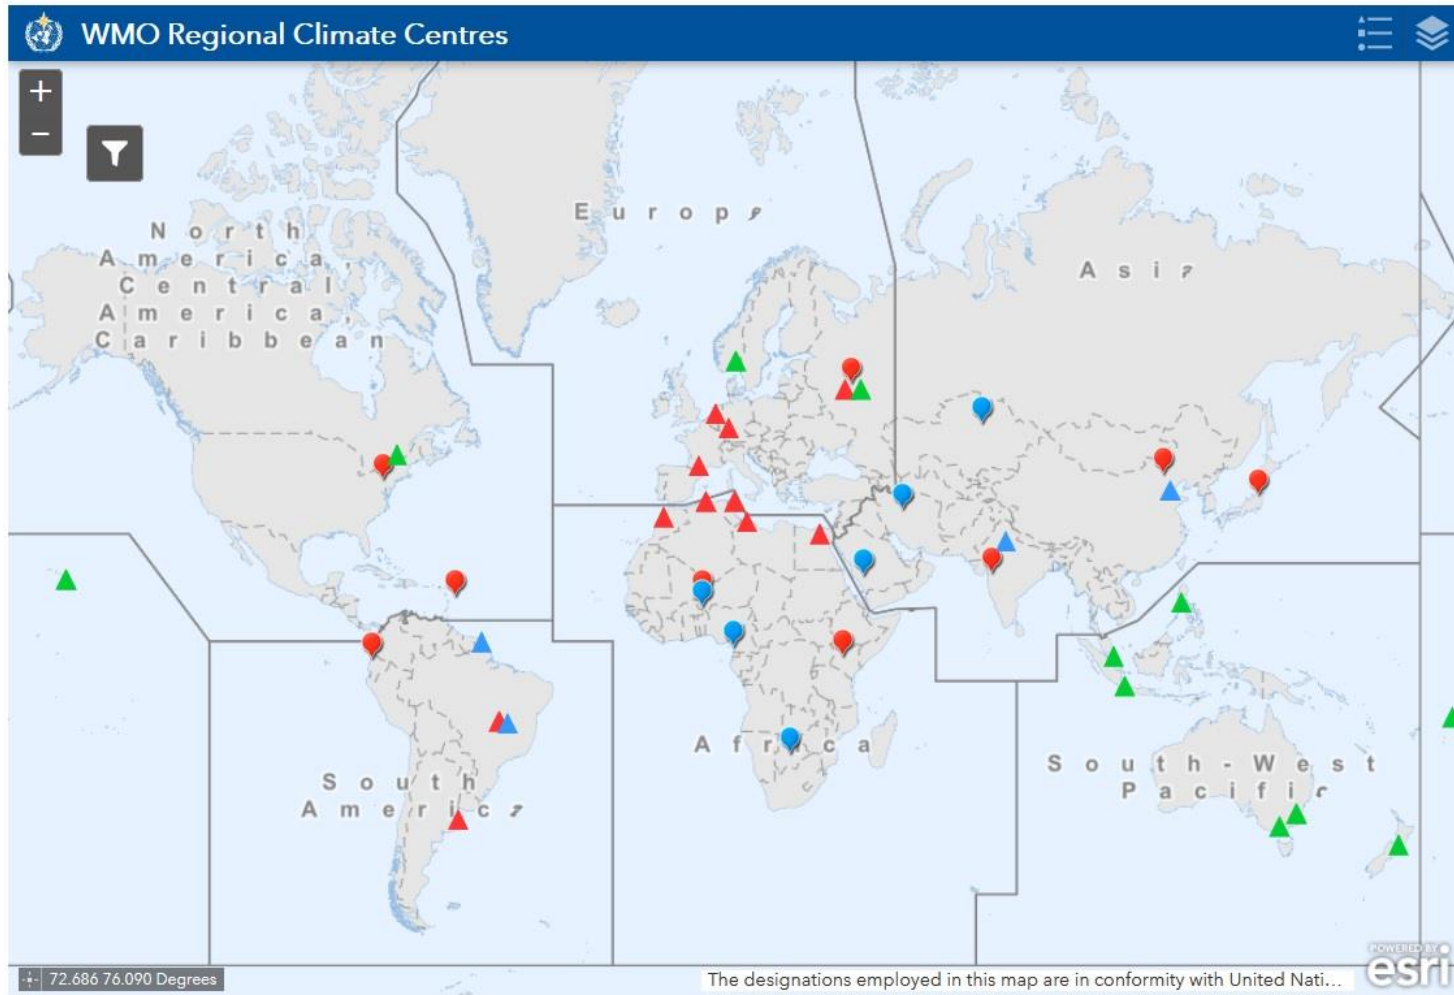 WMO Regional Climate Centres
+
−
North
America,
Central
America,
Caribbean
Europe
Asia
Africa
South
America
South-West
Pacific
72.686 76.090 Degrees
The designations employed in this map are in conformity with United Nati...
POWERED BY
esri